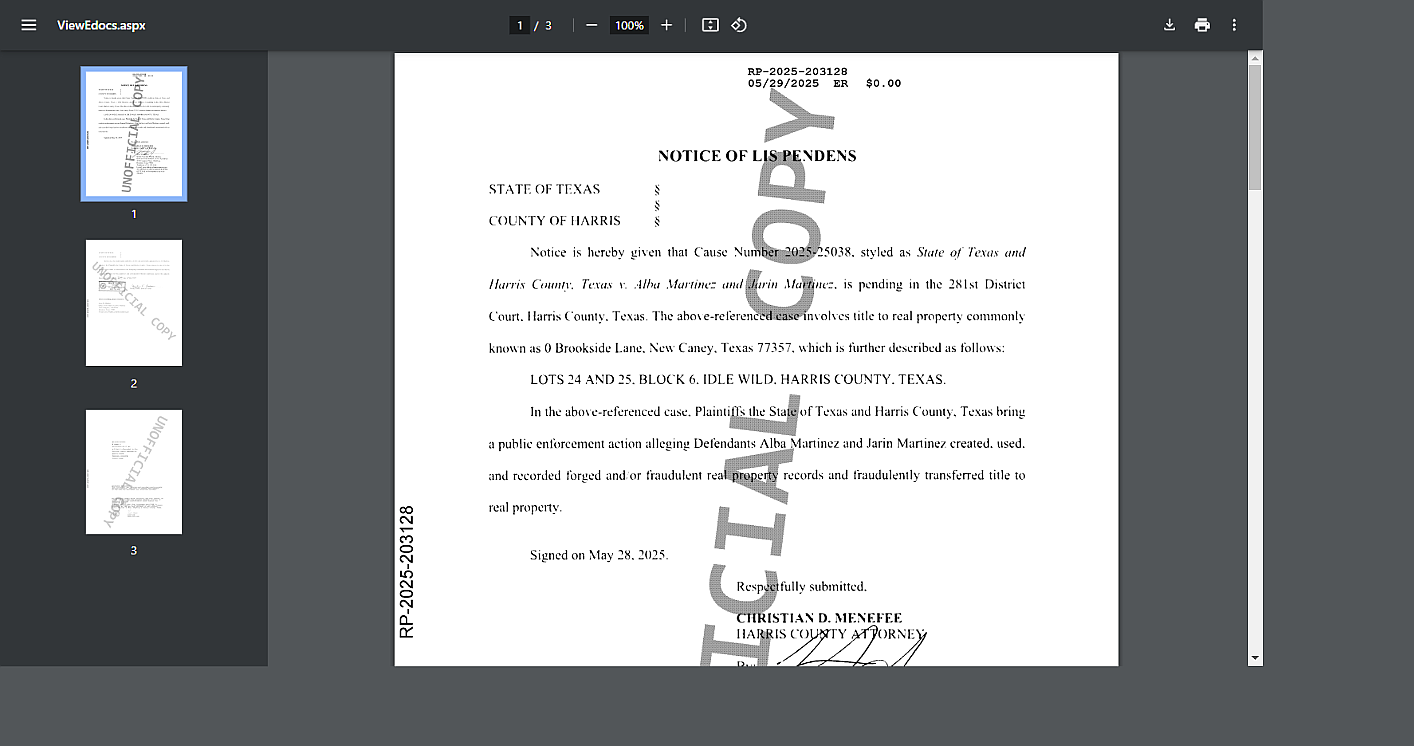 ViewEdocs.aspx
1 / 3
100%
1
2
3
UNOFFICIAL COPY
UNOFFICIAL COPY
UNOFFICIAL COPY
RP-2025-203128
05/29/2025 ER $0.00
NOTICE OF LIS PENDENS
STATE OF TEXAS §
§
COUNTY OF HARRIS §
Notice is hereby given that Cause Number 2025-25038, styled as State of Texas and
Harris County, Texas v. Alba Martinez and Jarin Martinez, is pending in the 281st District
Court, Harris County, Texas. The above-referenced case involves title to real property commonly
known as 0 Brookside Lane, New Caney, Texas 77357, which is further described as follows:
LOTS 24 AND 25, BLOCK 6, IDLE WILD, HARRIS COUNTY, TEXAS.
In the above-referenced case, Plaintiffs the State of Texas and Harris County, Texas bring
a public enforcement action alleging Defendants Alba Martinez and Jarin Martinez created, used,
and recorded forged and/or fraudulent real property records and fraudulently transferred title to
real property.
Signed on May 28, 2025.
Respectfully submitted,
CHRISTIAN D. MENEFEE
HARRIS COUNTY ATTORNEY
RP-2025-203128
ICIAL COPY